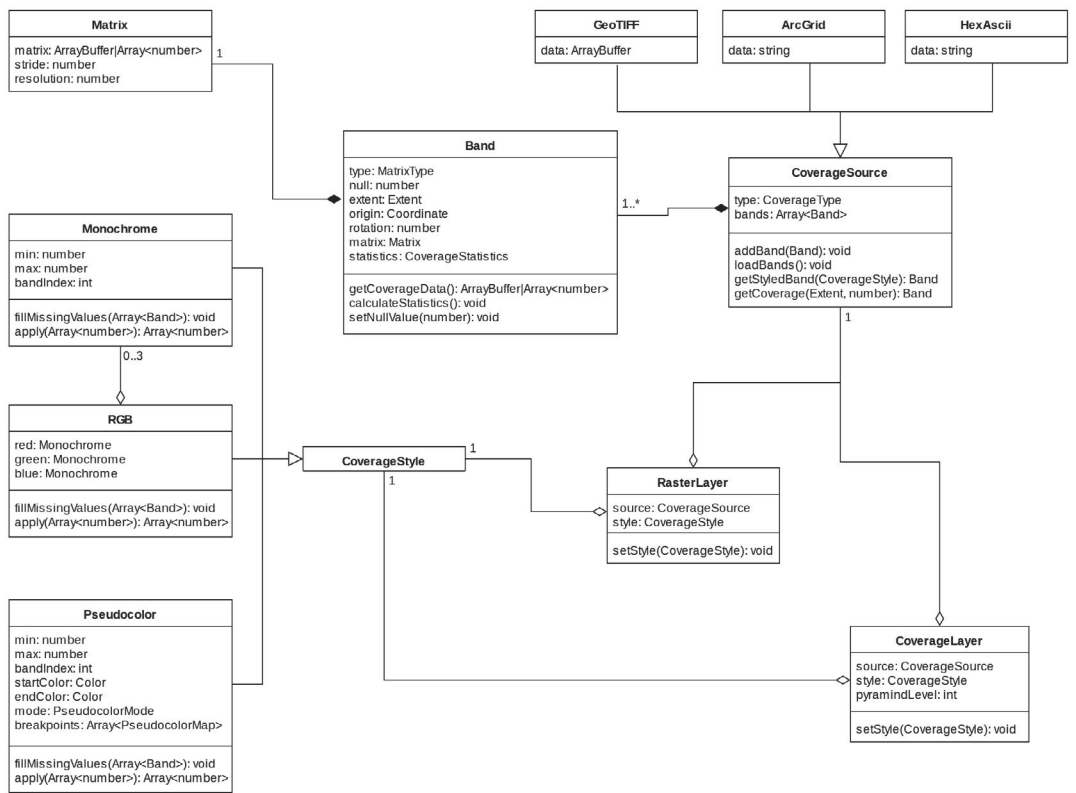 Matrix
matrix: ArrayBuffer|Array<number>
stride: number
resolution: number
1
GeoTIFF
data: ArrayBuffer
ArcGrid
data: string
HexAscii
data: string
Band
type: MatrixType
null: number
extent: Extent
origin: Coordinate
rotation: number
matrix: Matrix
statistics: CoverageStatistics
getCoverageData(): ArrayBuffer|Array<number>
calculateStatistics(): void
setNullValue(number): void
1..*
CoverageSource
type: CoverageType
bands: Array<Band>
addBand(Band): void
loadBands(): void
getStyledBand(CoverageStyle): Band
getCoverage(Extent, number): Band
1
Monochrome
min: number
max: number
bandIndex: int
fillMissingValues(Array<Band>): void
apply(Array<number>): Array<number>
0..3
RGB
red: Monochrome
green: Monochrome
blue: Monochrome
fillMissingValues(Array<Band>): void
apply(Array<number>): Array<number>
CoverageStyle
1
1
RasterLayer
source: CoverageSource
style: CoverageStyle
setStyle(CoverageStyle): void
Pseudocolor
min: number
max: number
bandIndex: int
startColor: Color
endColor: Color
mode: PseudocolorMode
breakpoints: Array<PseudocolorMap>
fillMissingValues(Array<Band>): void
apply(Array<number>): Array<number>
CoverageLayer
source: CoverageSource
style: CoverageStyle
pyramindLevel: int
setStyle(CoverageStyle): void